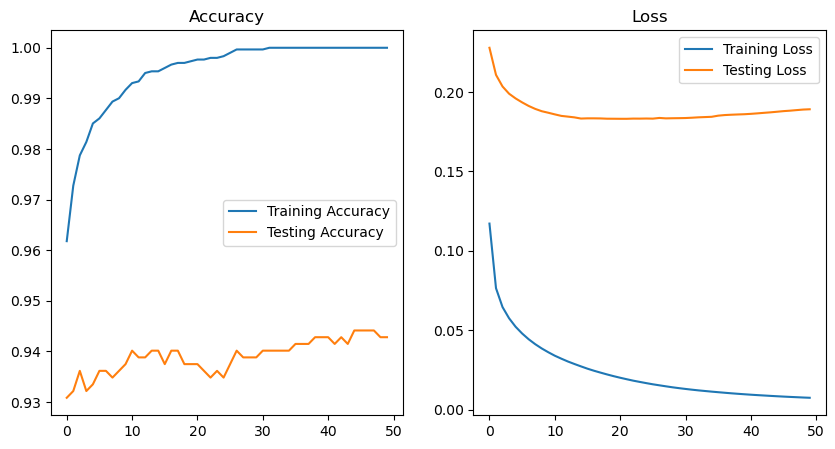 Accuracy
1.00
0.99
0.98
0.97
0.96
0.95
0.94
0.93
Training Accuracy
Testing Accuracy
0 10 20 30 40 50
Loss
0.20
0.15
0.10
0.05
0.00
Training Loss
Testing Loss
0 10 20 30 40 50